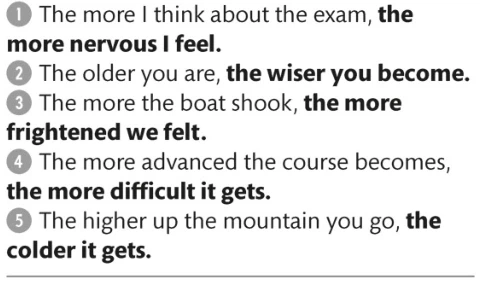 1 The more I think about the exam, the
more nervous I feel.
2 The older you are, the wiser you become.
3 The more the boat shook, the more
frightened we felt.
4 The more advanced the course becomes,
the more difficult it gets.
5 The higher up the mountain you go, the
colder it gets.